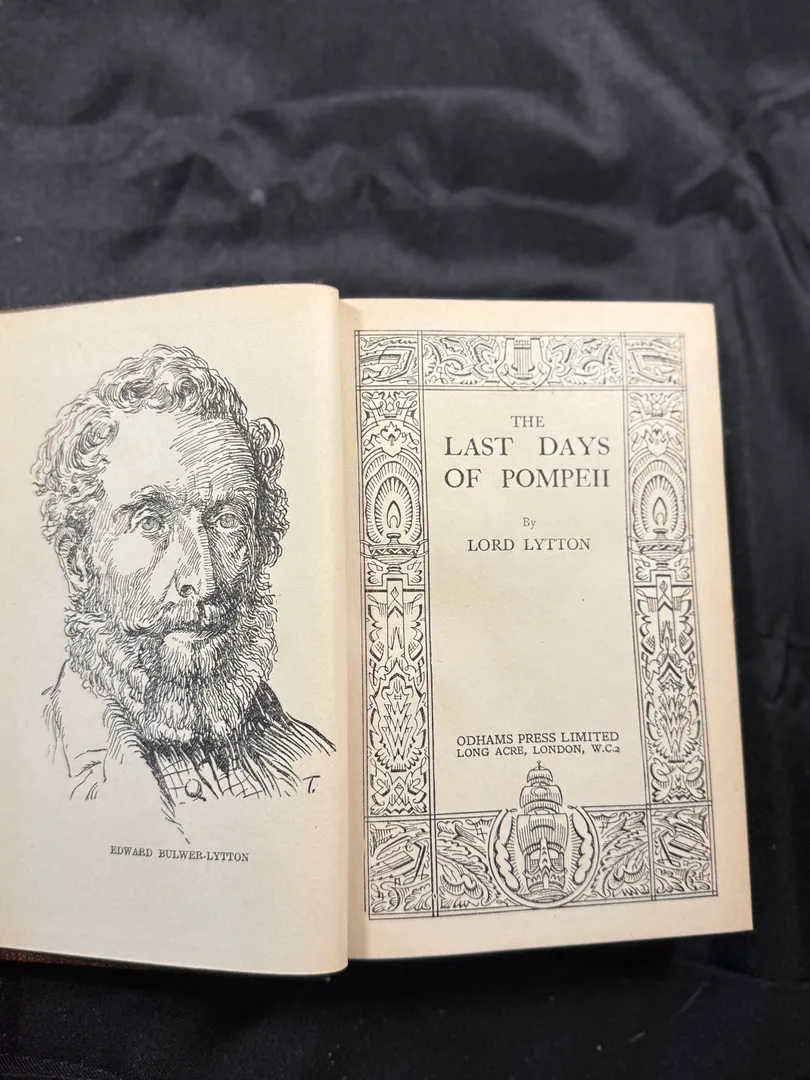 T.
EDWARD BULWER-LYTTON
THE
LAST DAYS
OF POMPEII
By
LORD LYTTON
ODHAMS PRESS LIMITED
LONG ACRE, LONDON, W.C.2